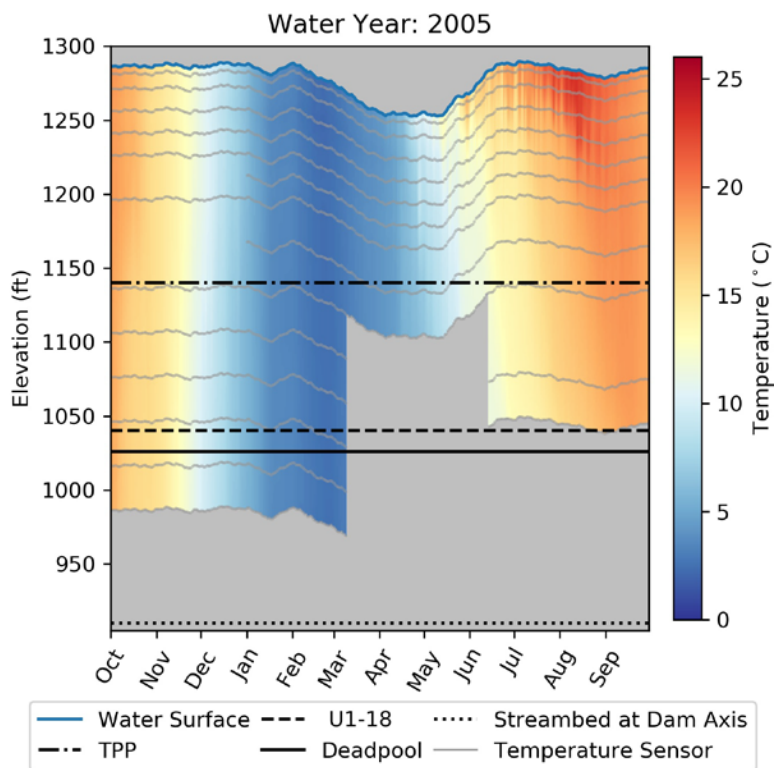 Water Year: 2005
1300
1250
1200
1150
1100
1050
1000
950
Elevation (ft)
Oct Nov Dec Jan Feb Mar Apr May Jun Jul Aug Sep
25
20
15
10
5
0
Temperature (°C)
Water Surface U1-18 Streambed at Dam Axis
TPP Deadpool Temperature Sensor